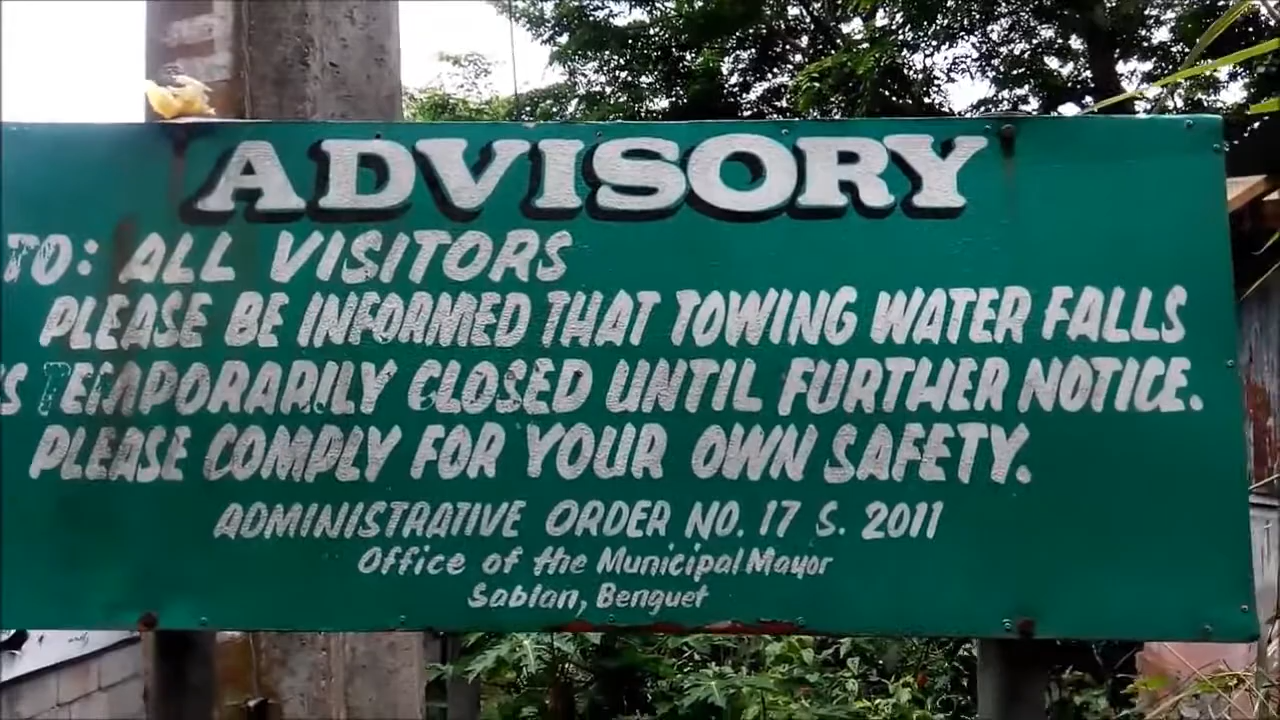 ADVISORY
TO: ALL VISITORS
PLEASE BE INFORMED THAT TOWING WATER FALLS
IS TEMPORARILY CLOSED UNTIL FURTHER NOTICE.
PLEASE COMPLY FOR YOUR OWN SAFETY.
ADMINISTRATIVE ORDER NO. 17 S. 2011
Office of the Municipal Mayor
Sablan, Benguet